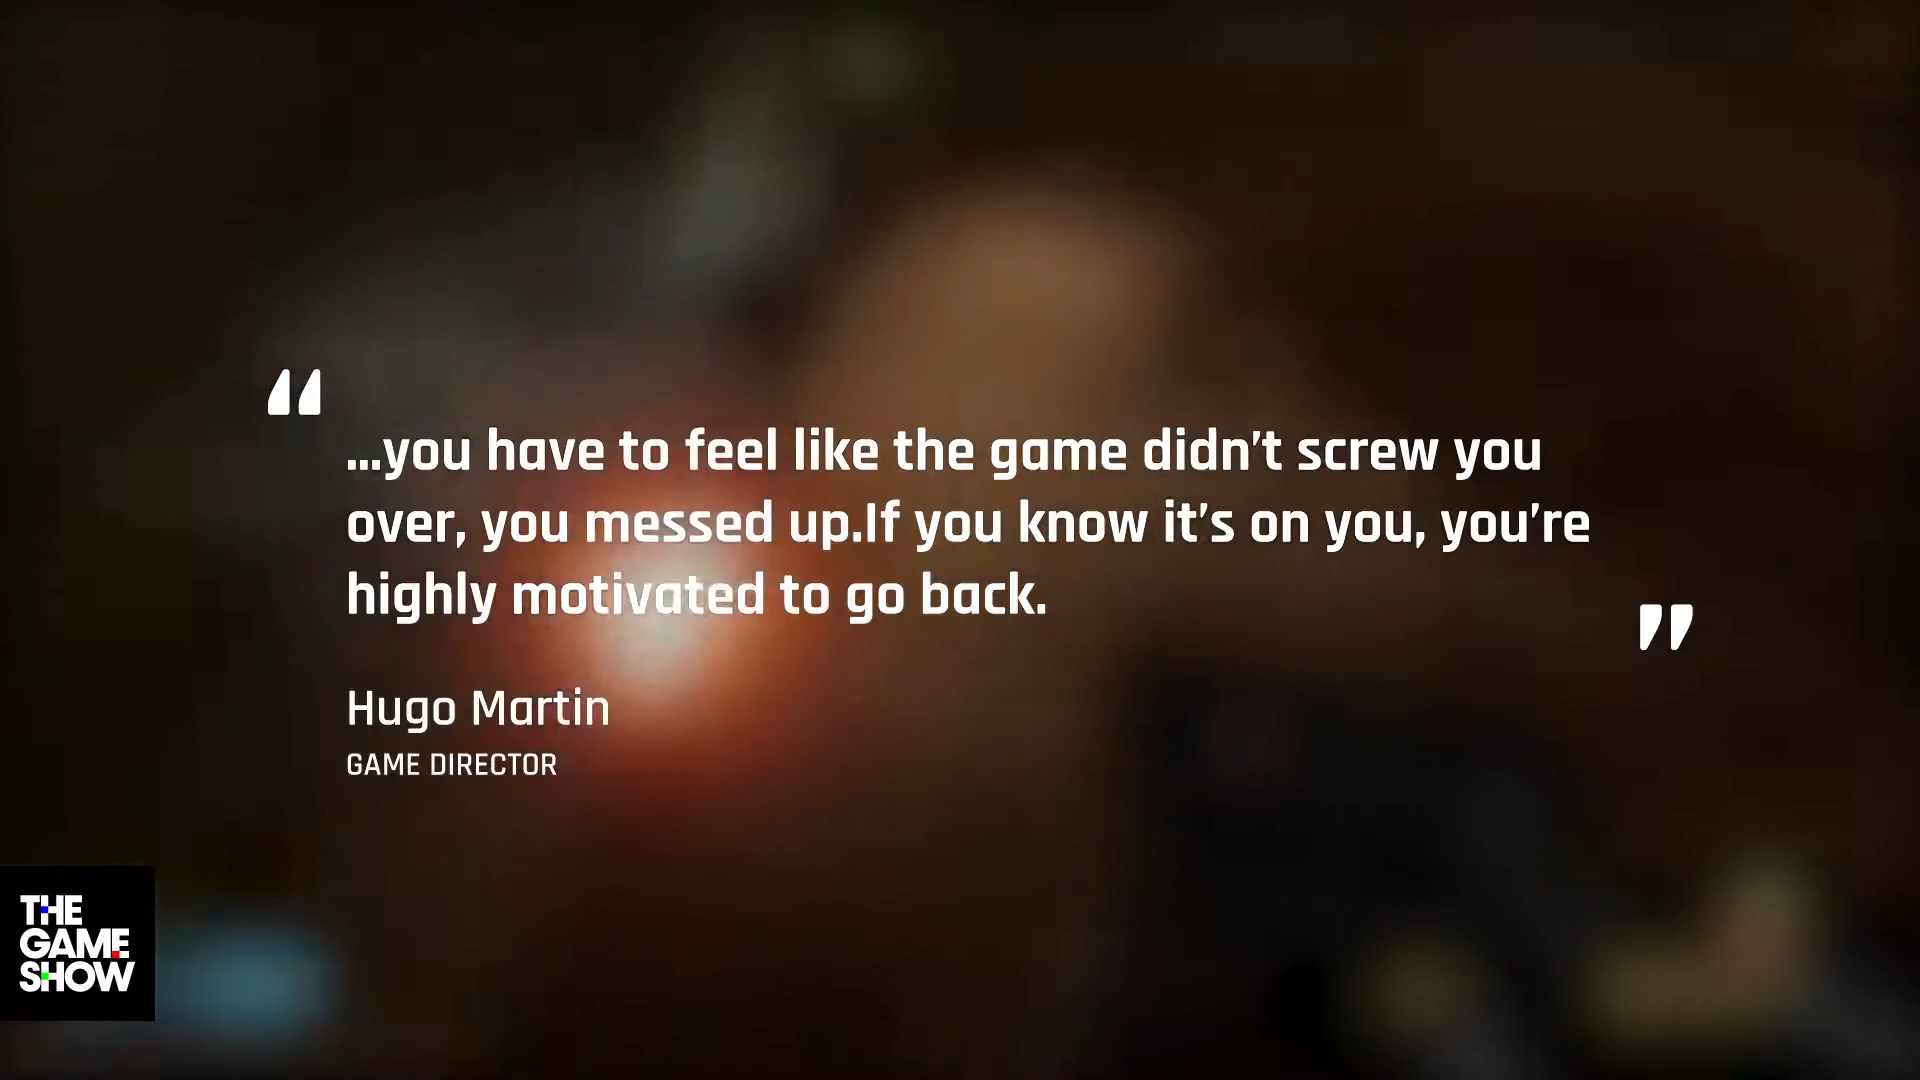 “
...you have to feel like the game didn’t screw you
over, you messed up.If you know it’s on you, you’re
highly motivated to go back.
”
Hugo Martin
GAME DIRECTOR
THE
GAME
SHOW